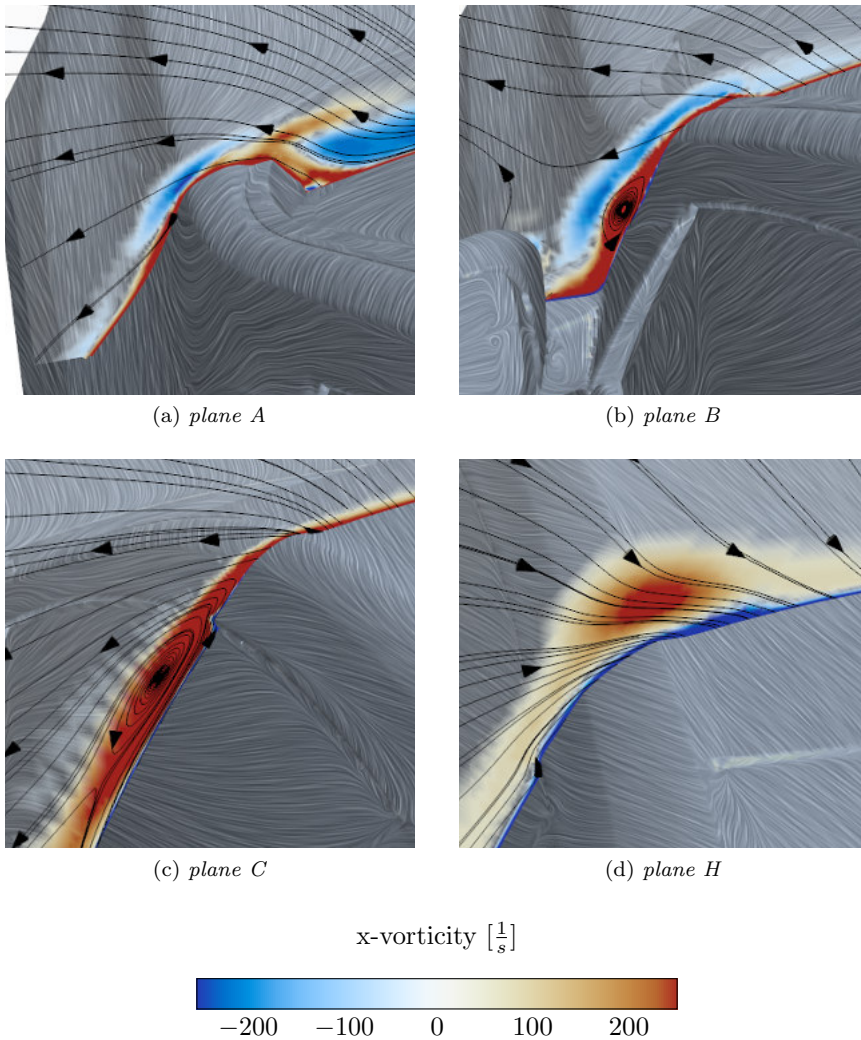 (a) plane A
(b) plane B
(c) plane C
(d) plane H
x-vorticity [1/s]
−200 −100 0 100 200